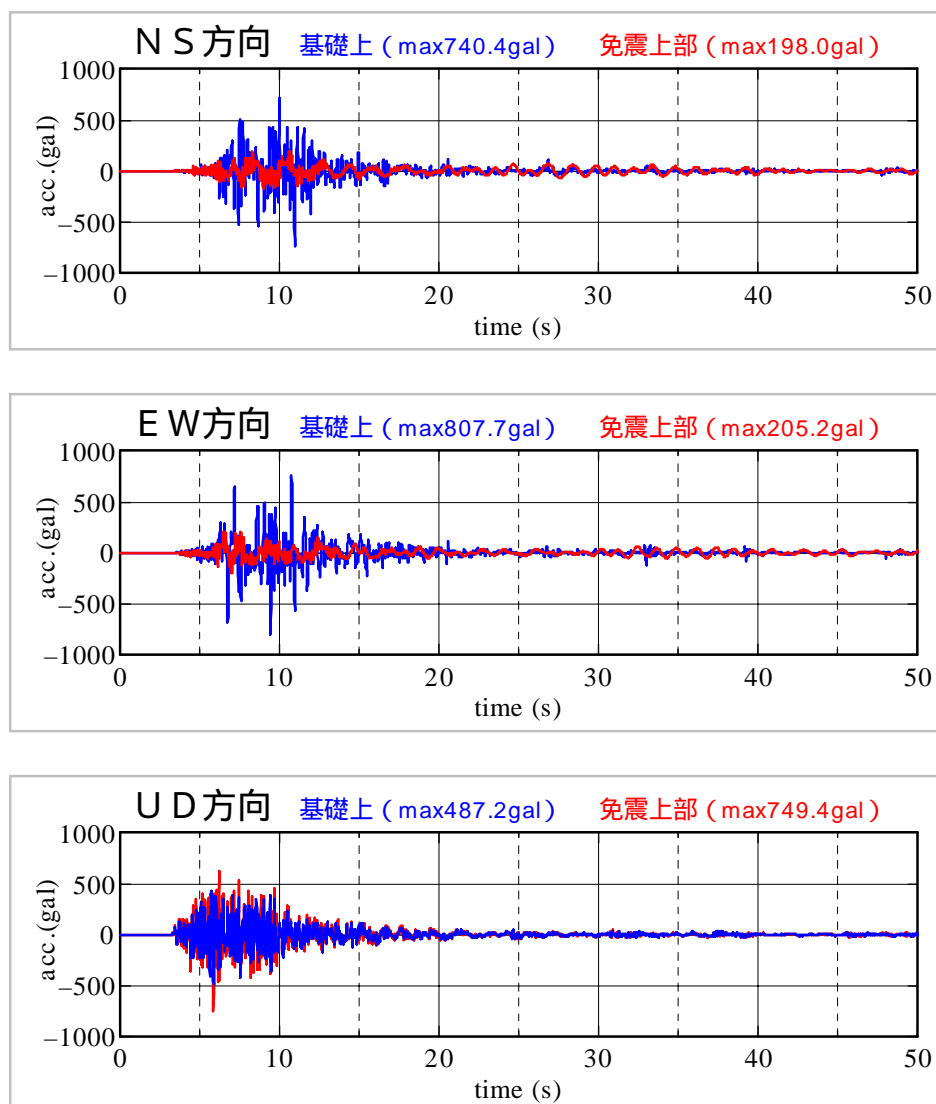 ＮＳ方向 基礎上（max740.4gal） 免震上部（max198.0gal）
1000
500
0
−500
−1000
acc.(gal)
0 10 20 30 40 50
time (s)
ＥＷ方向 基礎上（max807.7gal） 免震上部（max205.2gal）
1000
500
0
−500
−1000
acc.(gal)
0 10 20 30 40 50
time (s)
ＵＤ方向 基礎上（max487.2gal） 免震上部（max749.4gal）
1000
500
0
−500
−1000
acc.(gal)
0 10 20 30 40 50
time (s)